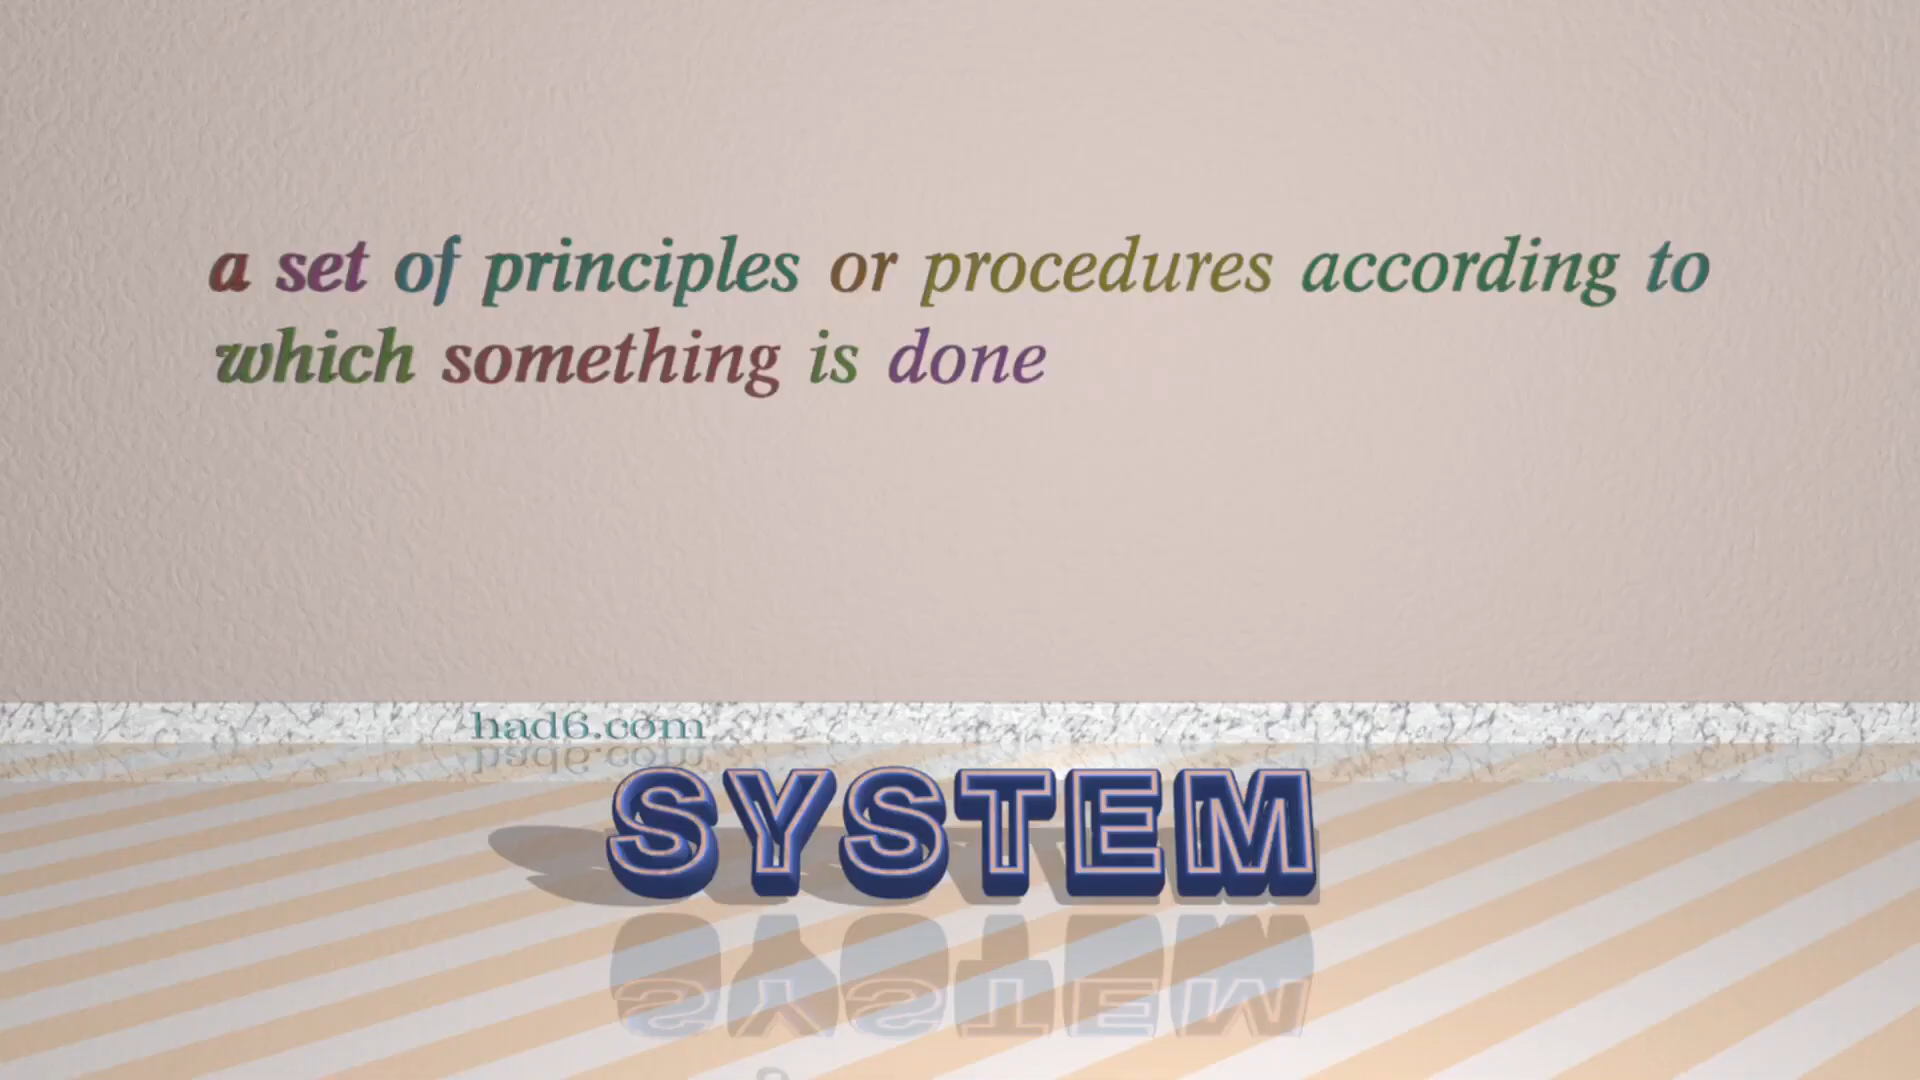 a set of principles or procedures according to
which something is done
had6.com
SYSTEM